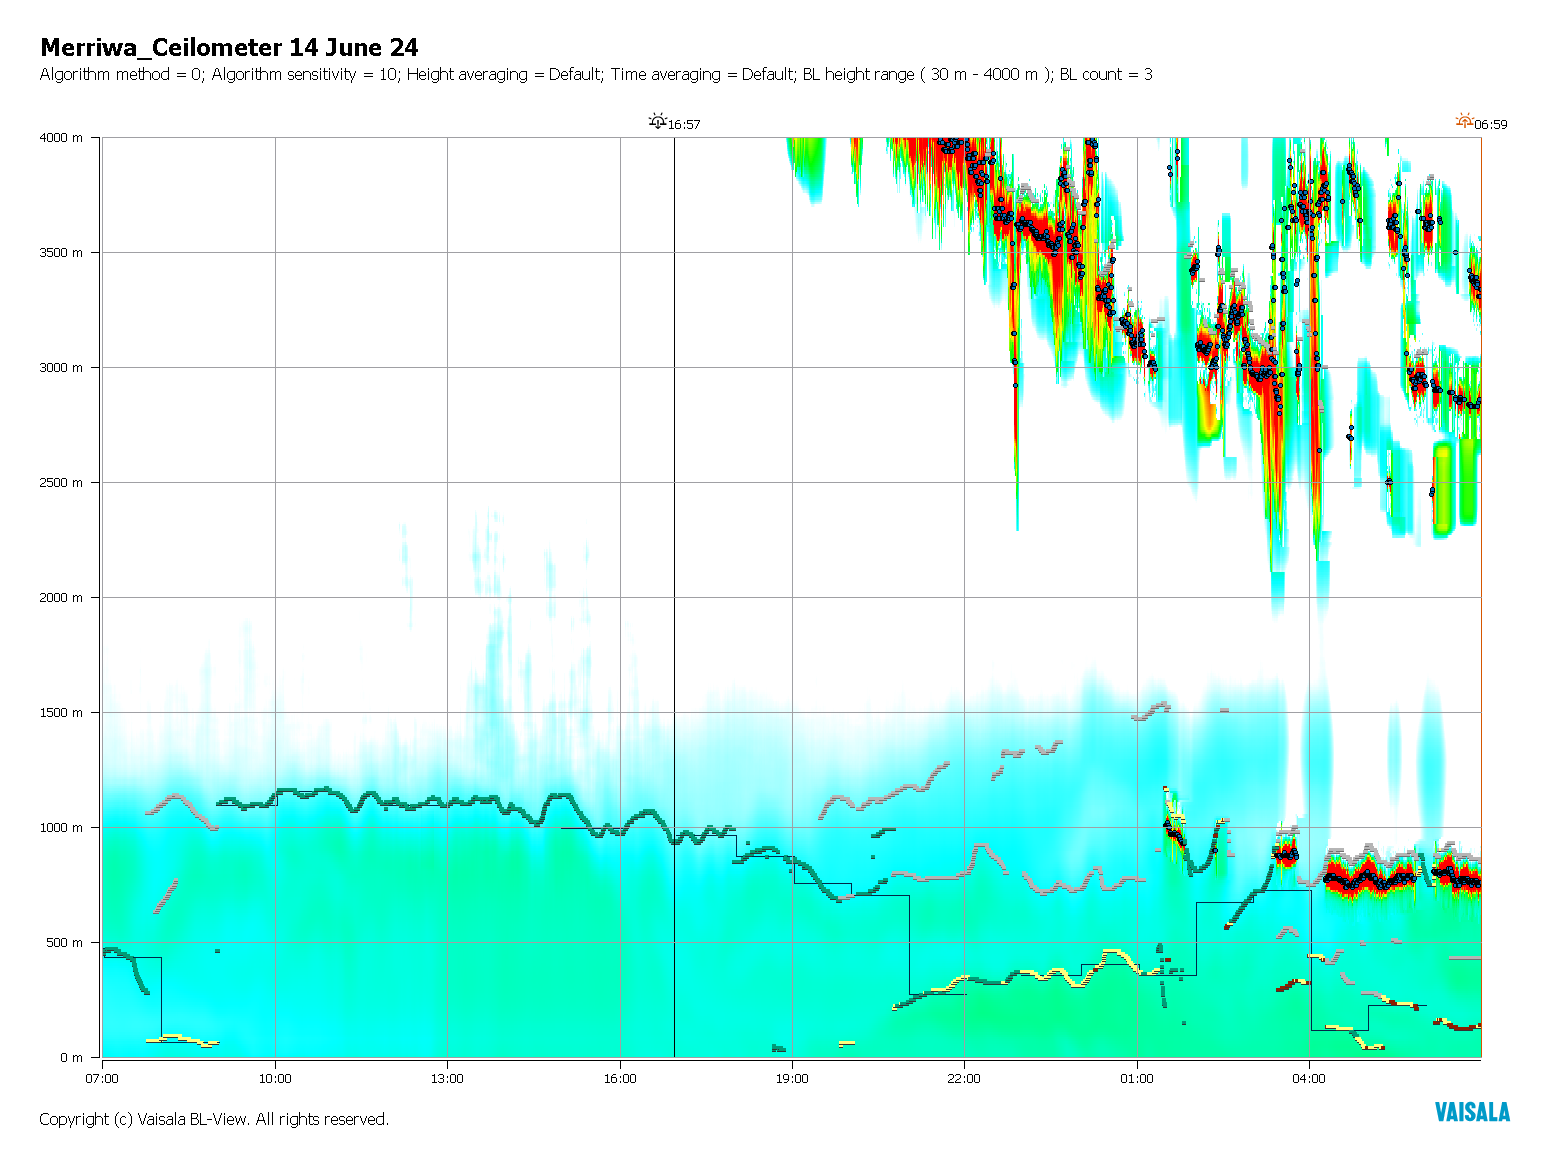 Merriwa_Ceilometer 14 June 24
Algorithm method = 0; Algorithm sensitivity = 10; Height averaging = Default; Time averaging = Default; BL height range ( 30 m - 4000 m ); BL count = 3
16:57
06:59
4000 m
3500 m
3000 m
2500 m
2000 m
1500 m
1000 m
500 m
0 m
07:00 10:00 13:00 16:00 19:00 22:00 01:00 04:00
Copyright (c) Vaisala BL-View. All rights reserved.
VAISALA